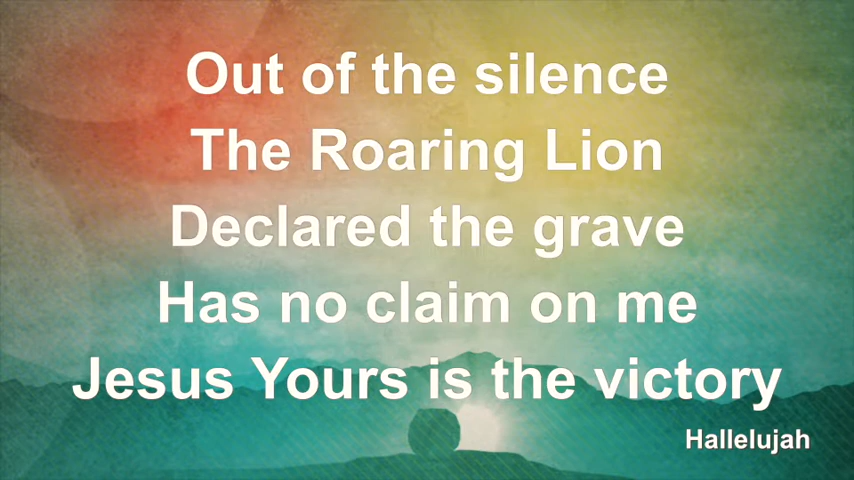 Out of the silence
The Roaring Lion
Declared the grave
Has no claim on me
Jesus Yours is the victory
Hallelujah